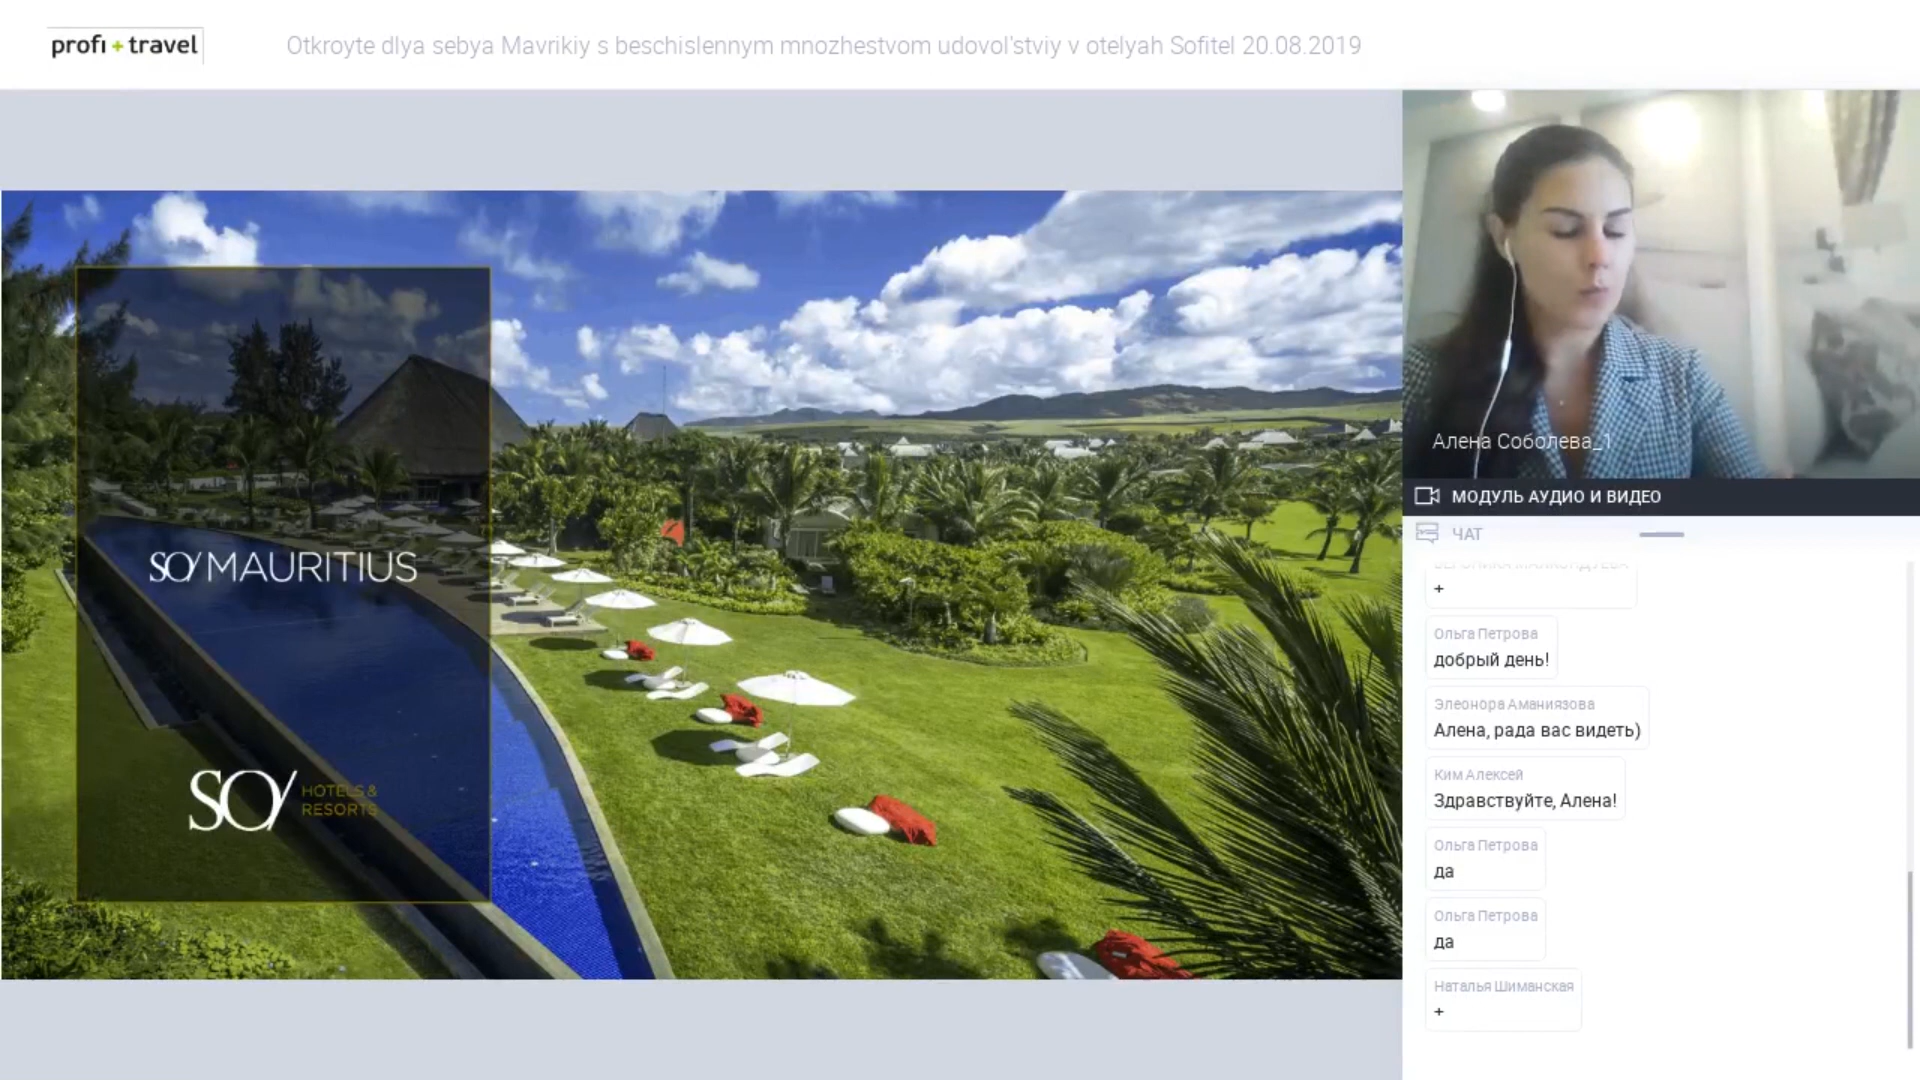 profi + travel
Otkroyte dlya sebya Mavrikiy s beschislennym mnozhestvom udovol'stviy v otelyah Sofitel 20.08.2019
SO/ MAURITIUS
SO/ HOTELS &
RESORTS
Алена Соболева_1
МОДУЛЬ АУДИО И ВИДЕО
ЧАТ
+
Ольга Петрова
добрый день!
Элеонора Аманиязова
Алена, рада вас видеть)
Ким Алексей
Здравствуйте, Алена!
Ольга Петрова
да
Ольга Петрова
да
Наталья Шиманская
+